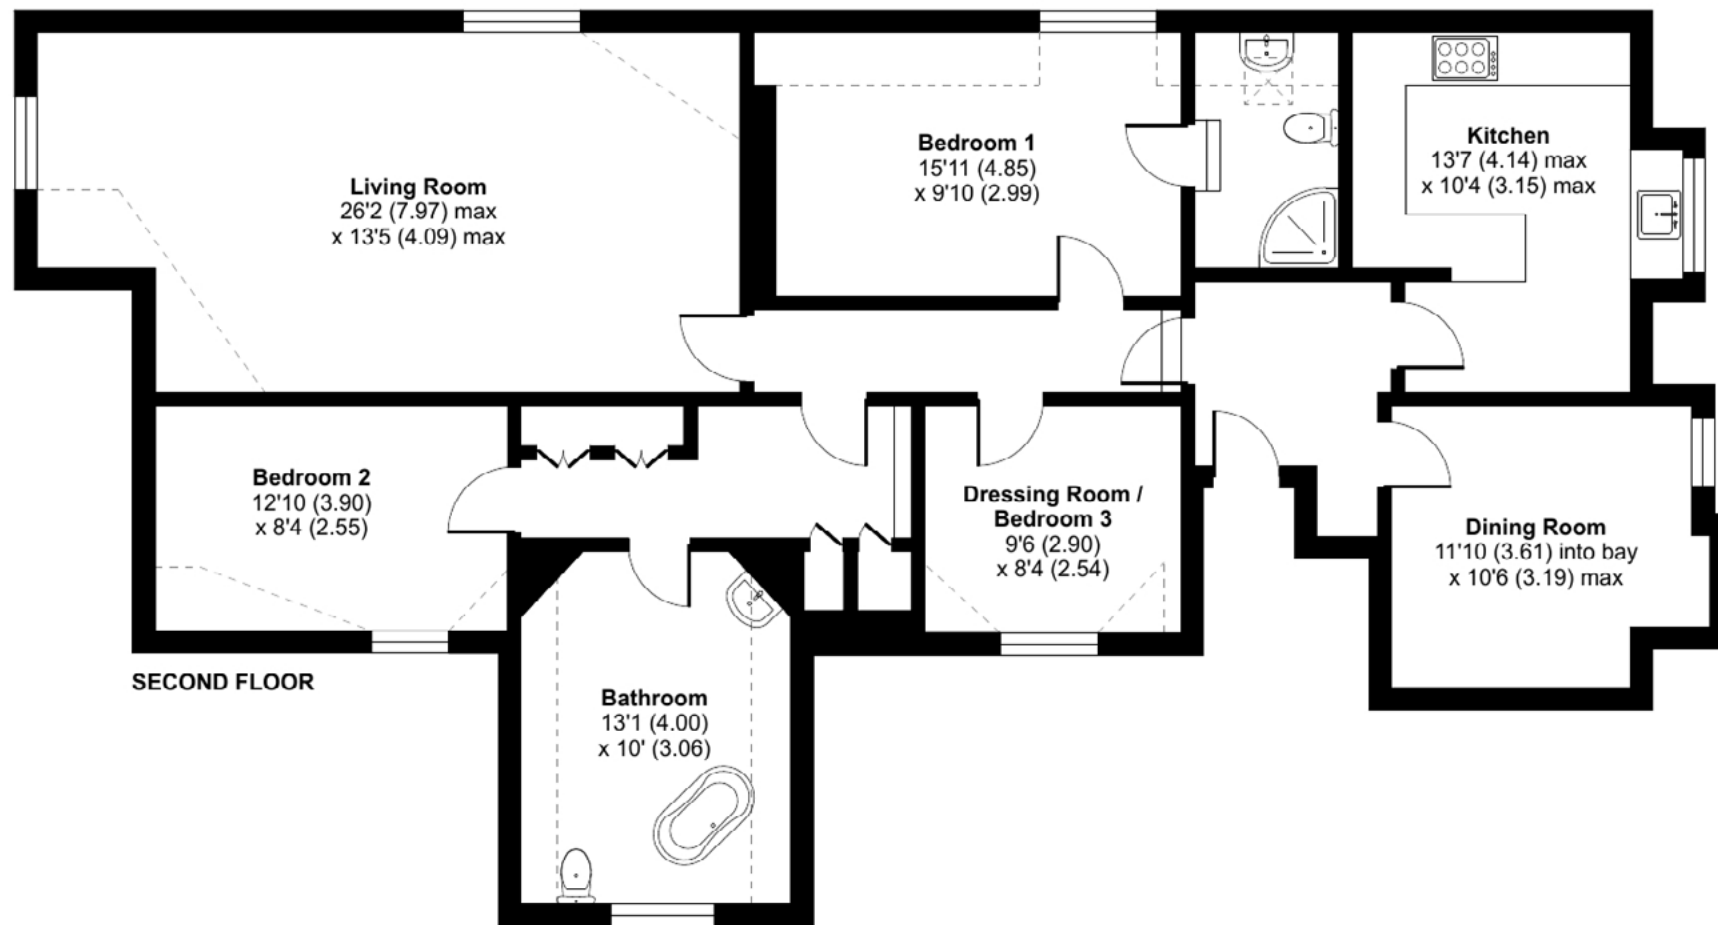 Living Room
26'2 (7.97) max
x 13'5 (4.09) max
Bedroom 1
15'11 (4.85)
x 9'10 (2.99)
Kitchen
13'7 (4.14) max
x 10'4 (3.15) max
Bedroom 2
12'10 (3.90)
x 8'4 (2.55)
Dressing Room /
Bedroom 3
9'6 (2.90)
x 8'4 (2.54)
Dining Room
11'10 (3.61) into bay
x 10'6 (3.19) max
SECOND FLOOR
Bathroom
13'1 (4.00)
x 10' (3.06)